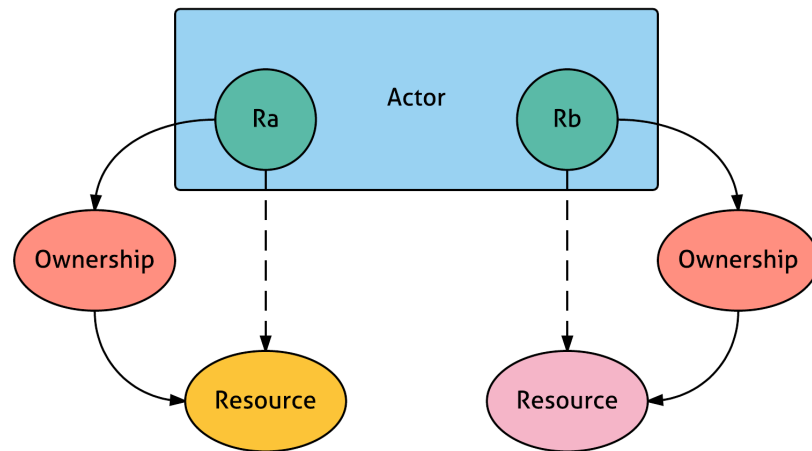 Actor
Ra
Rb
Ownership
Ownership
Resource
Resource